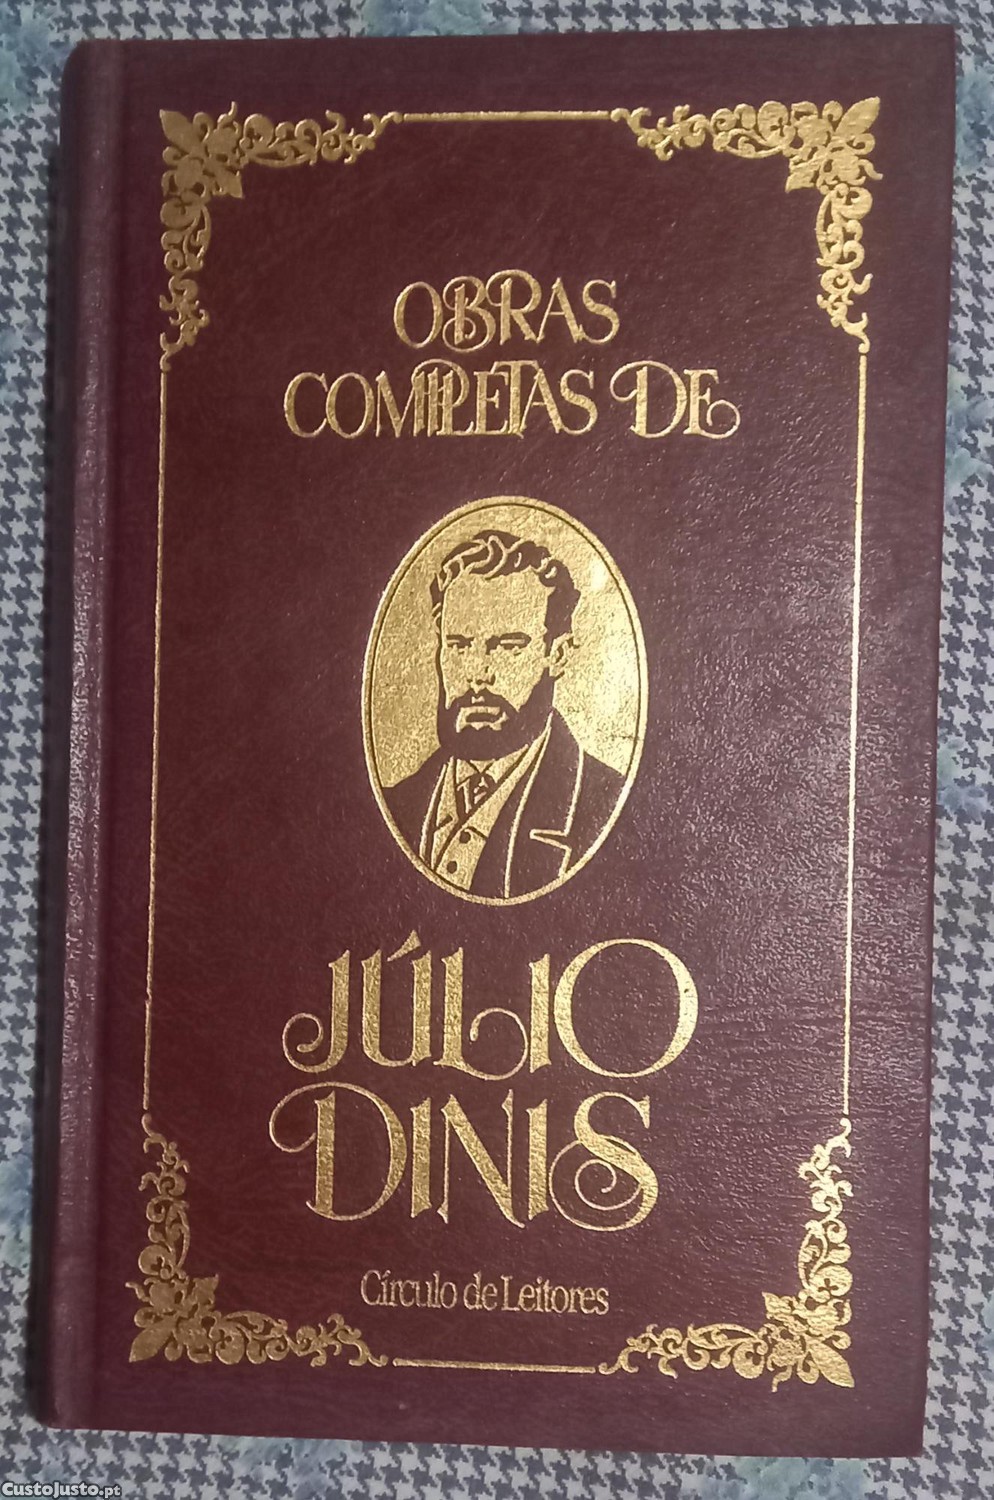 OBRAS
COMPLETAS DE
JÚLIO
DINIS
Círculo de Leitores
CustoJusto.pt